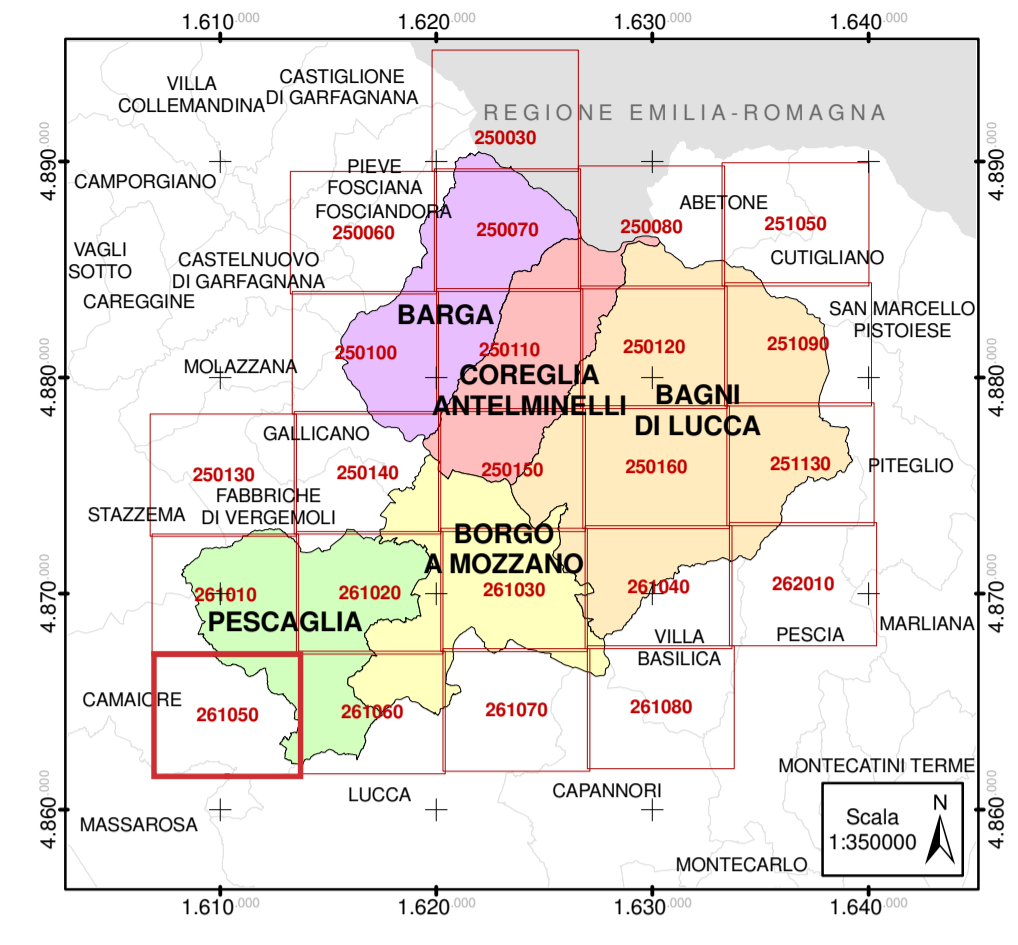 1.610.000 1.620.000 1.630.000 1.640.000
VILLA
COLLEMANDINA
CASTIGLIONE
DI GARFAGNANA
REGIONE EMILIA-ROMAGNA
250030
4.890.000
4.890.000
PIEVE
FOSCIANA
CAMPORGIANO
FOSCIANDORA
250060
250070
250080
ABETONE
251050
VAGLI
SOTTO
CASTELNUOVO
DI GARFAGNANA
CUTIGLIANO
CAREGGINE
BARGA
SAN MARCELLO
PISTOIESE
250100
250110
250120
251090
MOLAZZANA
4.880.000
4.880.000
COREGLIA
ANTELMINELLI
BAGNI
DI LUCCA
GALLICANO
250130
250140
250150
250160
251130
PITEGLIO
FABBRICHE
DI VERGEMOLI
STAZZEMA
BORGO
A MOZZANO
4.870.000
4.870.000
261010
261020
261030
261040
262010
PESCAGLIA
MARLIANA
VILLA
BASILICA
PESCIA
CAMAIORE
261050
261060
261070
261080
MONTECATINI TERME
LUCCA
CAPANNORI
4.860.000
4.860.000
MASSAROSA
Scala
1:350000
N
MONTECARLO
1.610.000 1.620.000 1.630.000 1.640.000